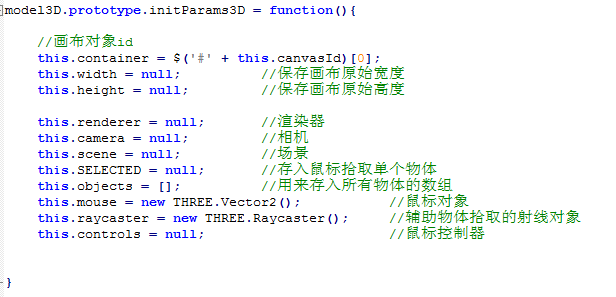 model3D.prototype.initParams3D = function(){
//画布对象id
this.container = $('#' + this.canvasId)[0];
this.width = null; //保存画布原始宽度
this.height = null; //保存画布原始高度
this.renderer = null; //渲染器
this.camera = null; //相机
this.scene = null; //场景
this.SELECTED = null; //存入鼠标拾取单个物体
this.objects = []; //用来存入所有物体的数组
this.mouse = new THREE.Vector2(); //鼠标对象
this.raycaster = new THREE.Raycaster(); //辅助物体拾取的射线对象
this.controls = null; //鼠标控制器
}